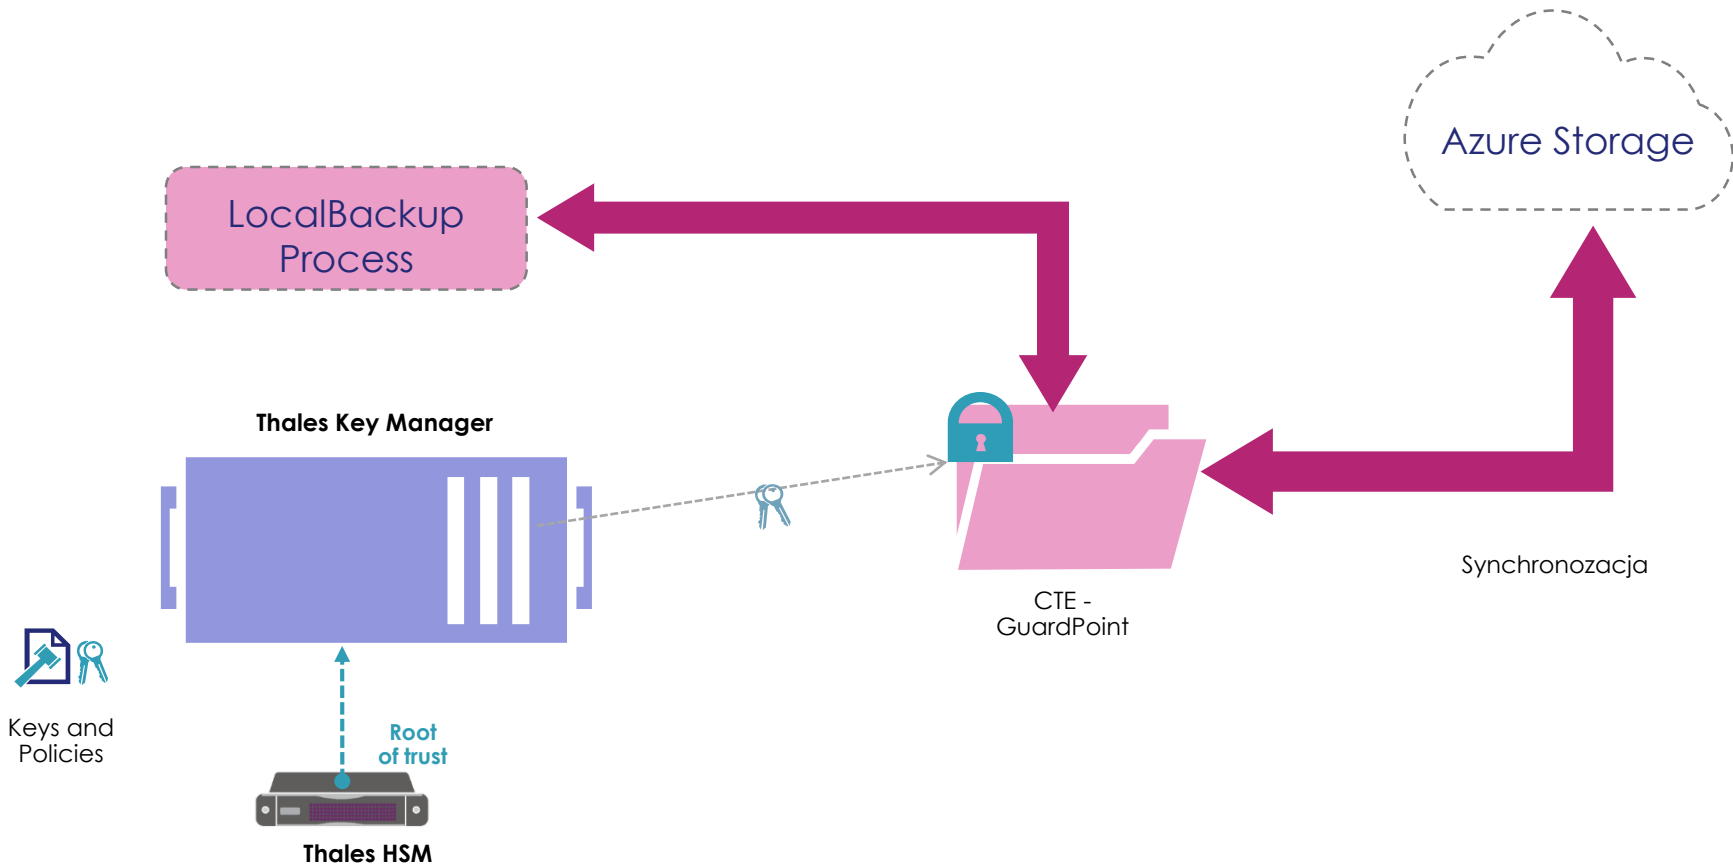 Azure Storage
LocalBackup
Process
Thales Key Manager
Synchronozacja
CTE -
GuardPoint
Keys and
Policies
Root
of trust
Thales HSM